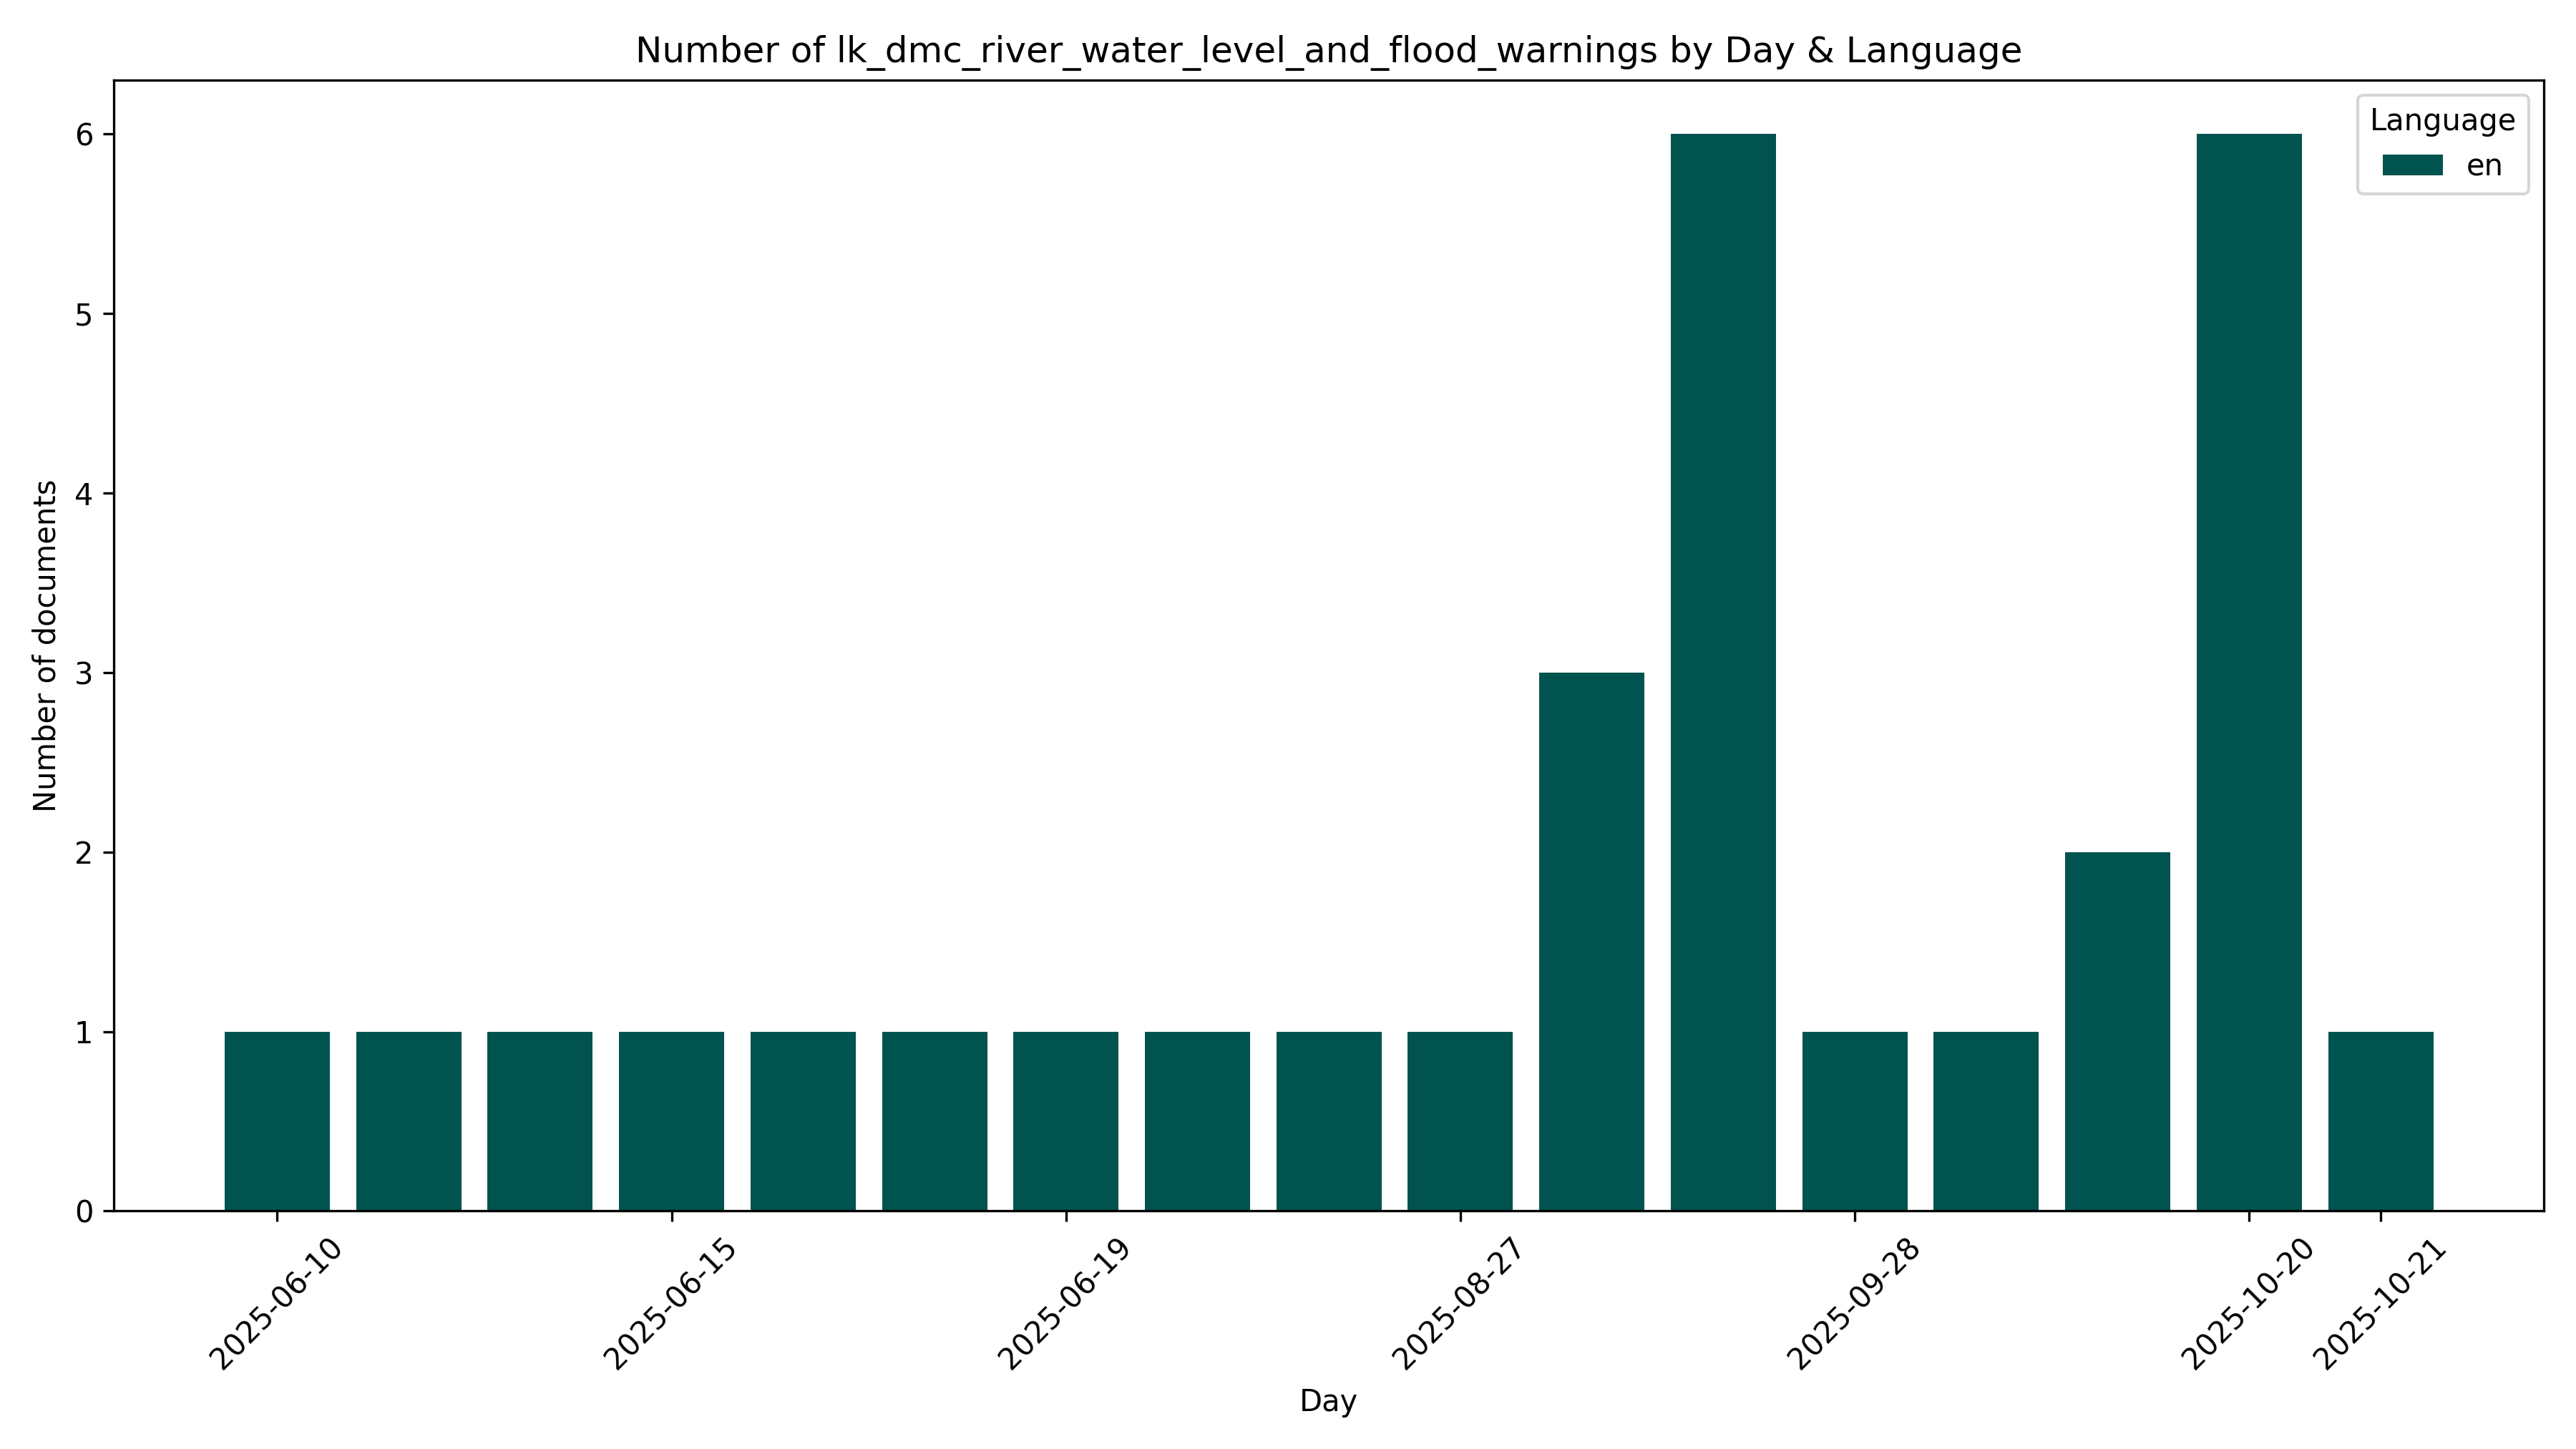 Number of lk_dmc_river_water_level_and_flood_warnings by Day & Language
Language
en
Number of documents
6
5
4
3
2
1
0
2025-06-10
2025-06-15
2025-06-19
2025-08-27
2025-09-28
2025-10-20
2025-10-21
Day